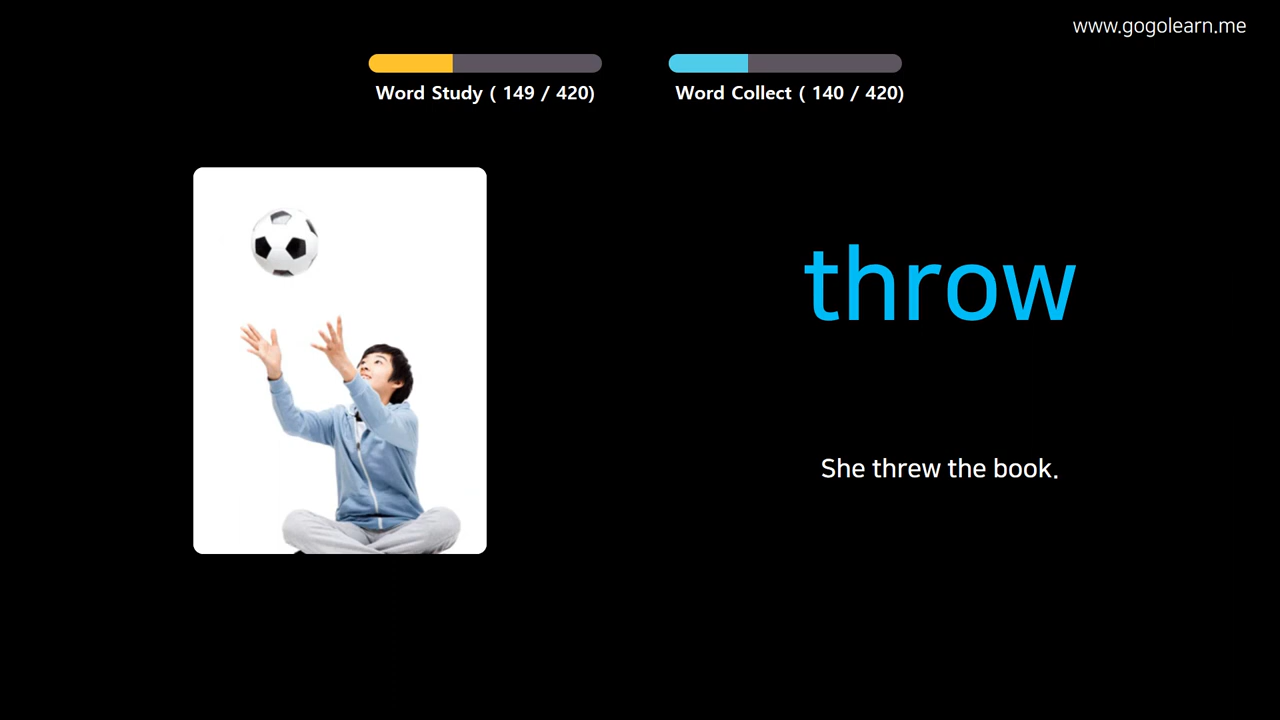 www.gogolearn.me
Word Study ( 149 / 420)
Word Collect ( 140 / 420)
throw
She threw the book.